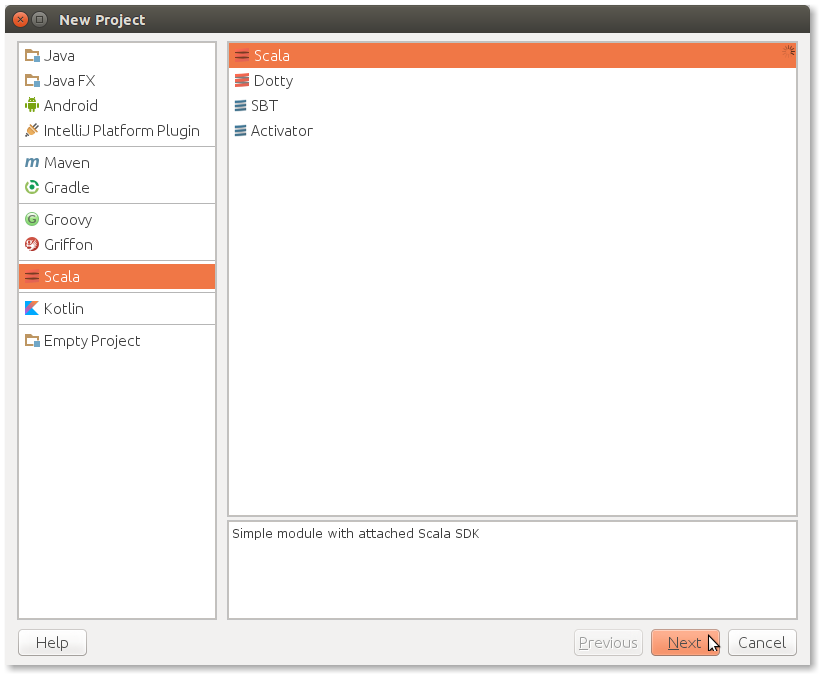 New Project
Java
Java FX
Android
IntelliJ Platform Plugin
Maven
Gradle
Groovy
Griffon
Scala
Kotlin
Empty Project
Scala
Dotty
SBT
Activator
Simple module with attached Scala SDK
Help
Previous
Next
Cancel